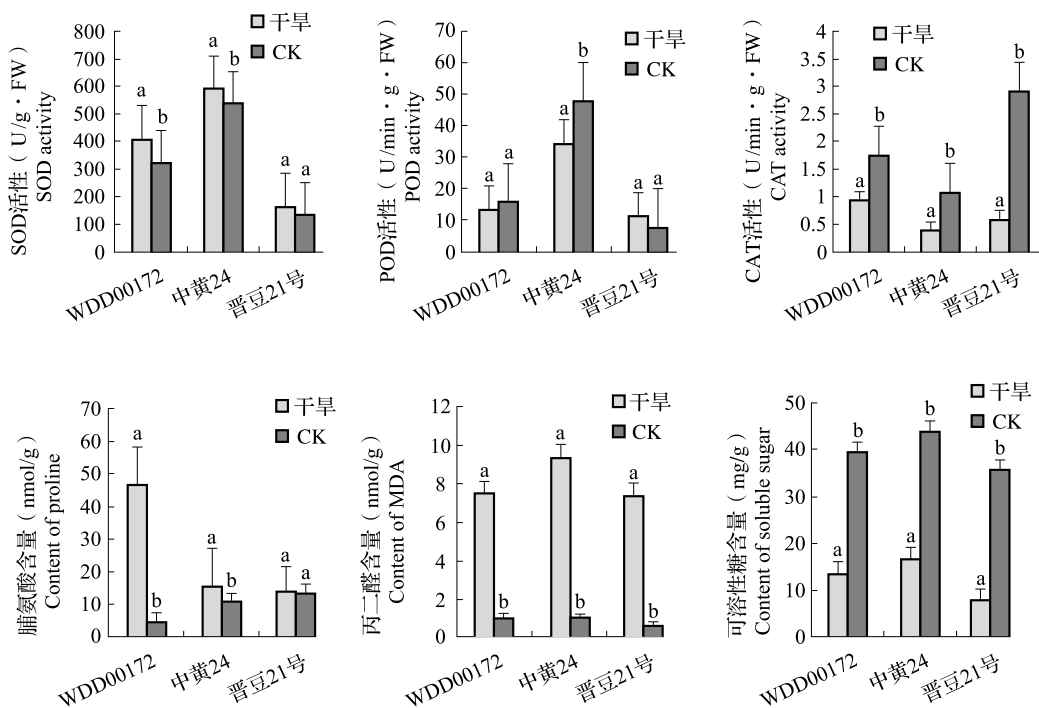 SOD活性（U/g·FW）
SOD activity
800
700
600
500
400
300
200
100
0
干旱
CK
a
b
a
b
a
a
WDD00172
中黄24
晋豆21号
POD活性（U/min·g·FW）
POD activity
70
60
50
40
30
20
10
0
干旱
CK
a
a
a
b
a
a
WDD00172
中黄24
晋豆21号
CAT活性（U/min·g·FW）
CAT activity
4
3.5
3
2.5
2
1.5
1
0.5
0
干旱
CK
a
b
a
b
a
b
WDD00172
中黄24
晋豆21号
脯氨酸含量（nmol/g）
Content of proline
70
60
50
40
30
20
10
0
干旱
CK
a
b
a
b
a
a
WDD00172
中黄24
晋豆21号
丙二醛含量（nmol/g）
Content of MDA
12
10
8
6
4
2
0
干旱
CK
a
b
a
b
a
b
WDD00172
中黄24
晋豆21号
可溶性糖含量（mg/g）
Content of soluble sugar
50
40
30
20
10
0
干旱
CK
a
b
a
b
a
b
WDD00172
中黄24
晋豆21号